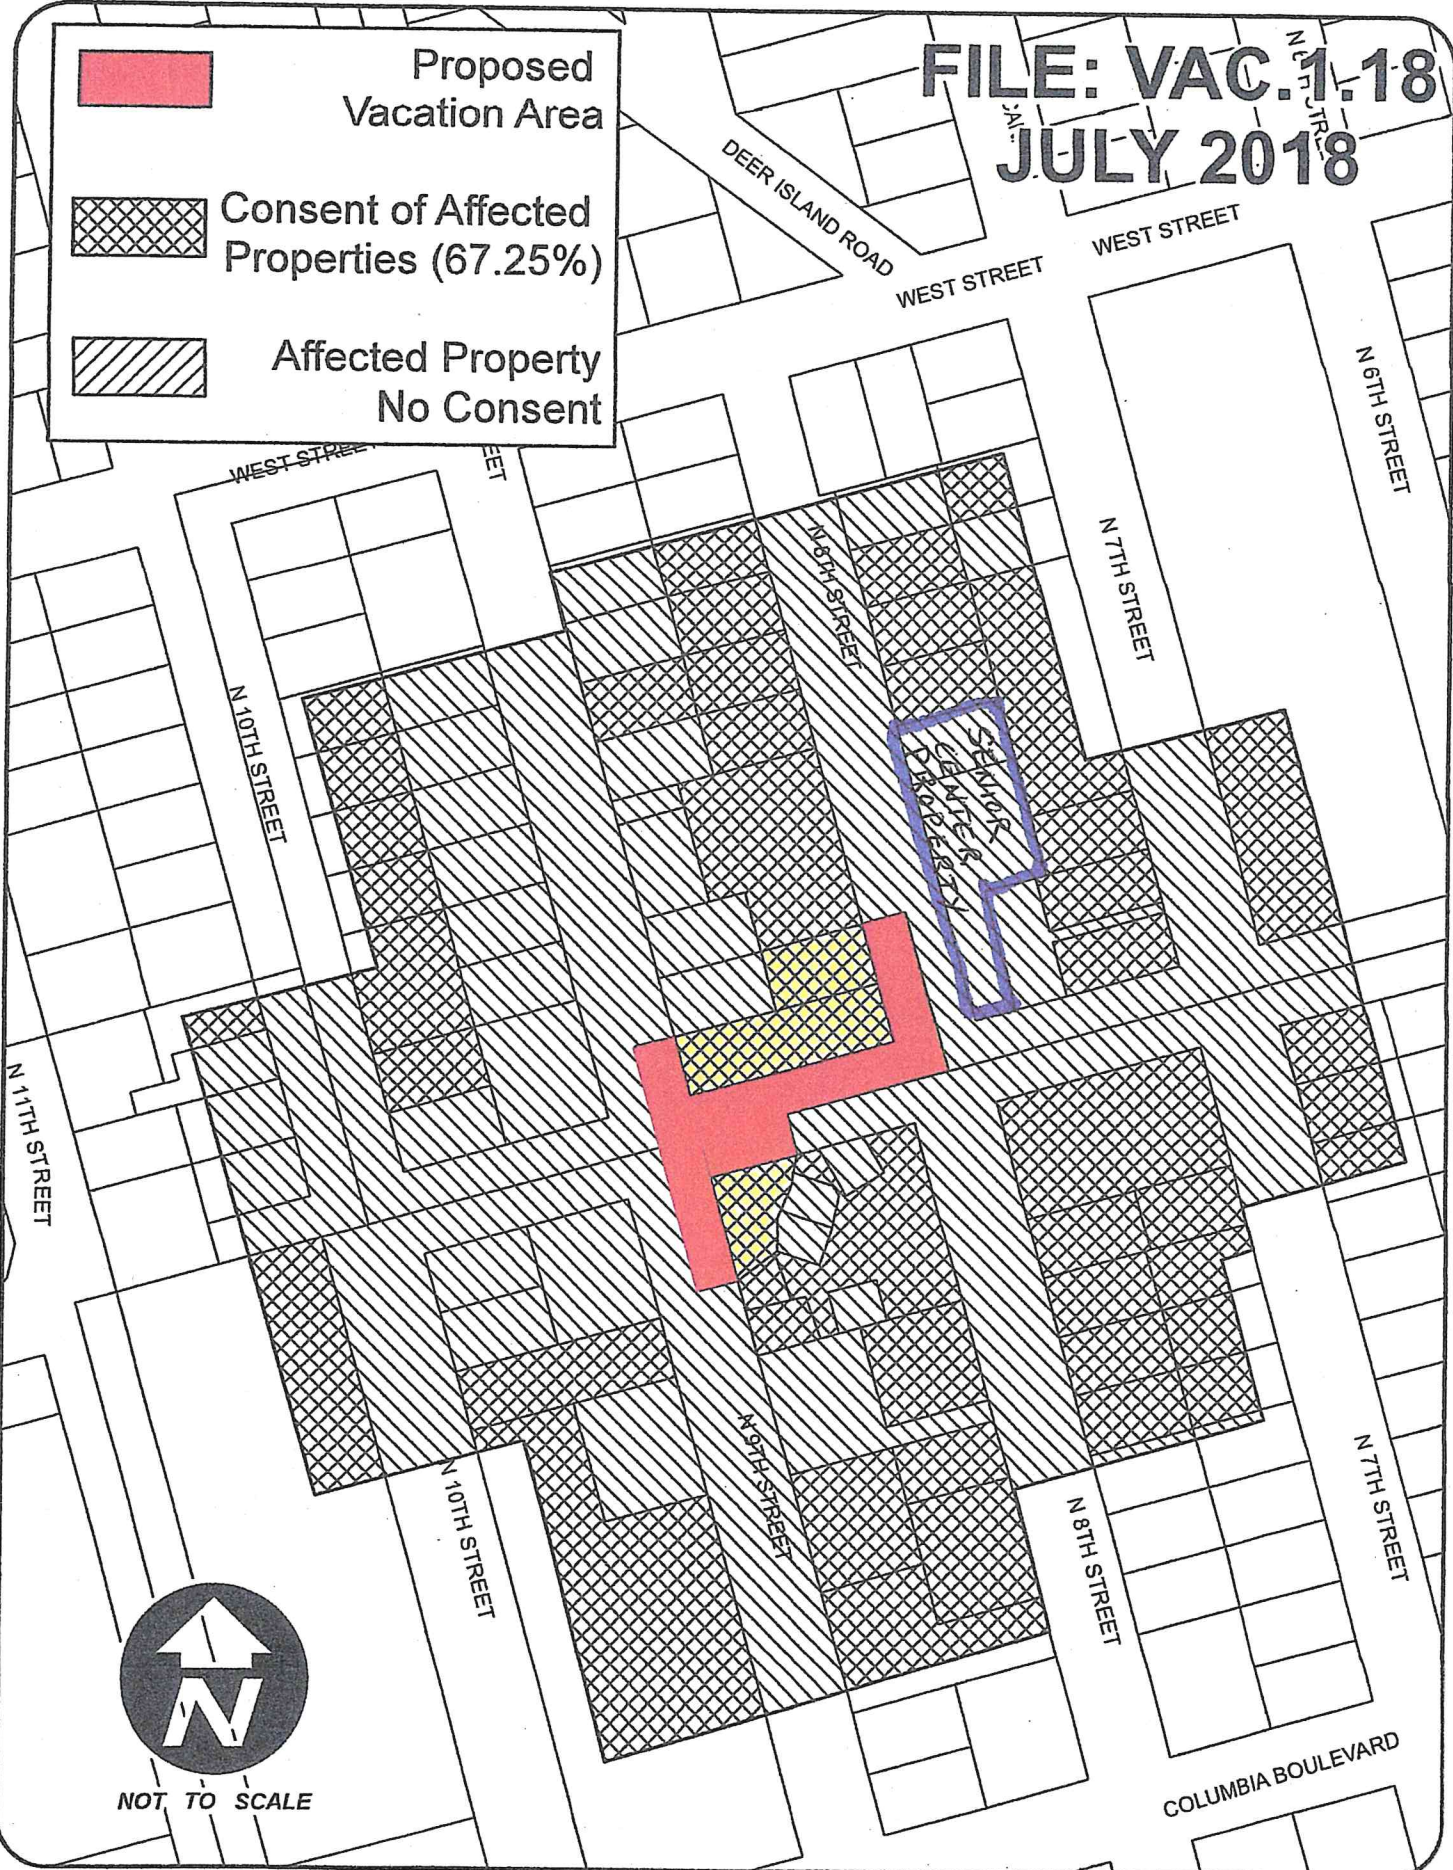 FILE: VAC.1.18
JULY 2018
Proposed
Vacation Area
Consent of Affected
Properties (67.25%)
Affected Property
No Consent
DEER ISLAND ROAD
WEST STREET
WEST STREET
WEST STREET
N 6TH STREET
N 7TH STREET
N 8TH STREET
N 10TH STREET
SENIOR
CENTER
PROPERTY
N 11TH STREET
N 9TH STREET
N 10TH STREET
N 8TH STREET
N 7TH STREET
COLUMBIA BOULEVARD
N
NOT TO SCALE